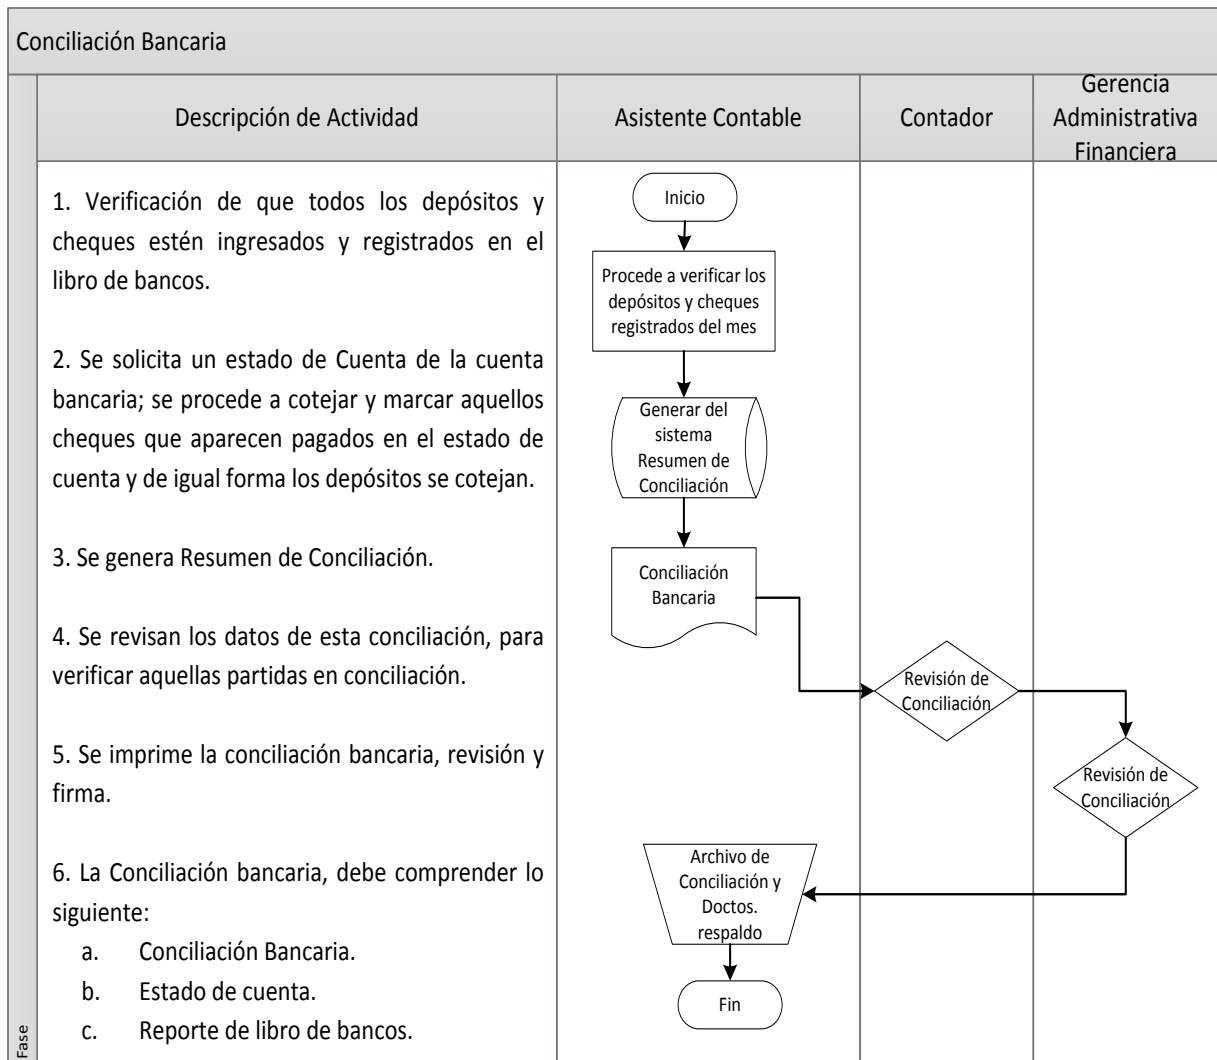 Conciliación Bancaria
Descripción de Actividad
Asistente Contable
Contador
Gerencia
Administrativa
Financiera
1. Verificación de que todos los depósitos y
cheques estén ingresados y registrados en el
libro de bancos.
2. Se solicita un estado de Cuenta de la cuenta
bancaria; se procede a cotejar y marcar aquellos
cheques que aparecen pagados en el estado de
cuenta y de igual forma los depósitos se cotejan.
3. Se genera Resumen de Conciliación.
4. Se revisan los datos de esta conciliación, para
verificar aquellas partidas en conciliación.
5. Se imprime la conciliación bancaria, revisión y
firma.
6. La Conciliación bancaria, debe comprender lo
siguiente:
a. Conciliación Bancaria.
b. Estado de cuenta.
c. Reporte de libro de bancos.
Inicio
Procede a verificar los
depósitos y cheques
registrados del mes
Generar del
sistema
Resumen de
Conciliación
Conciliación
Bancaria
Revisión de
Conciliación
Revisión de
Conciliación
Archivo de
Conciliación y
Doctos.
respaldo
Fin
Fase